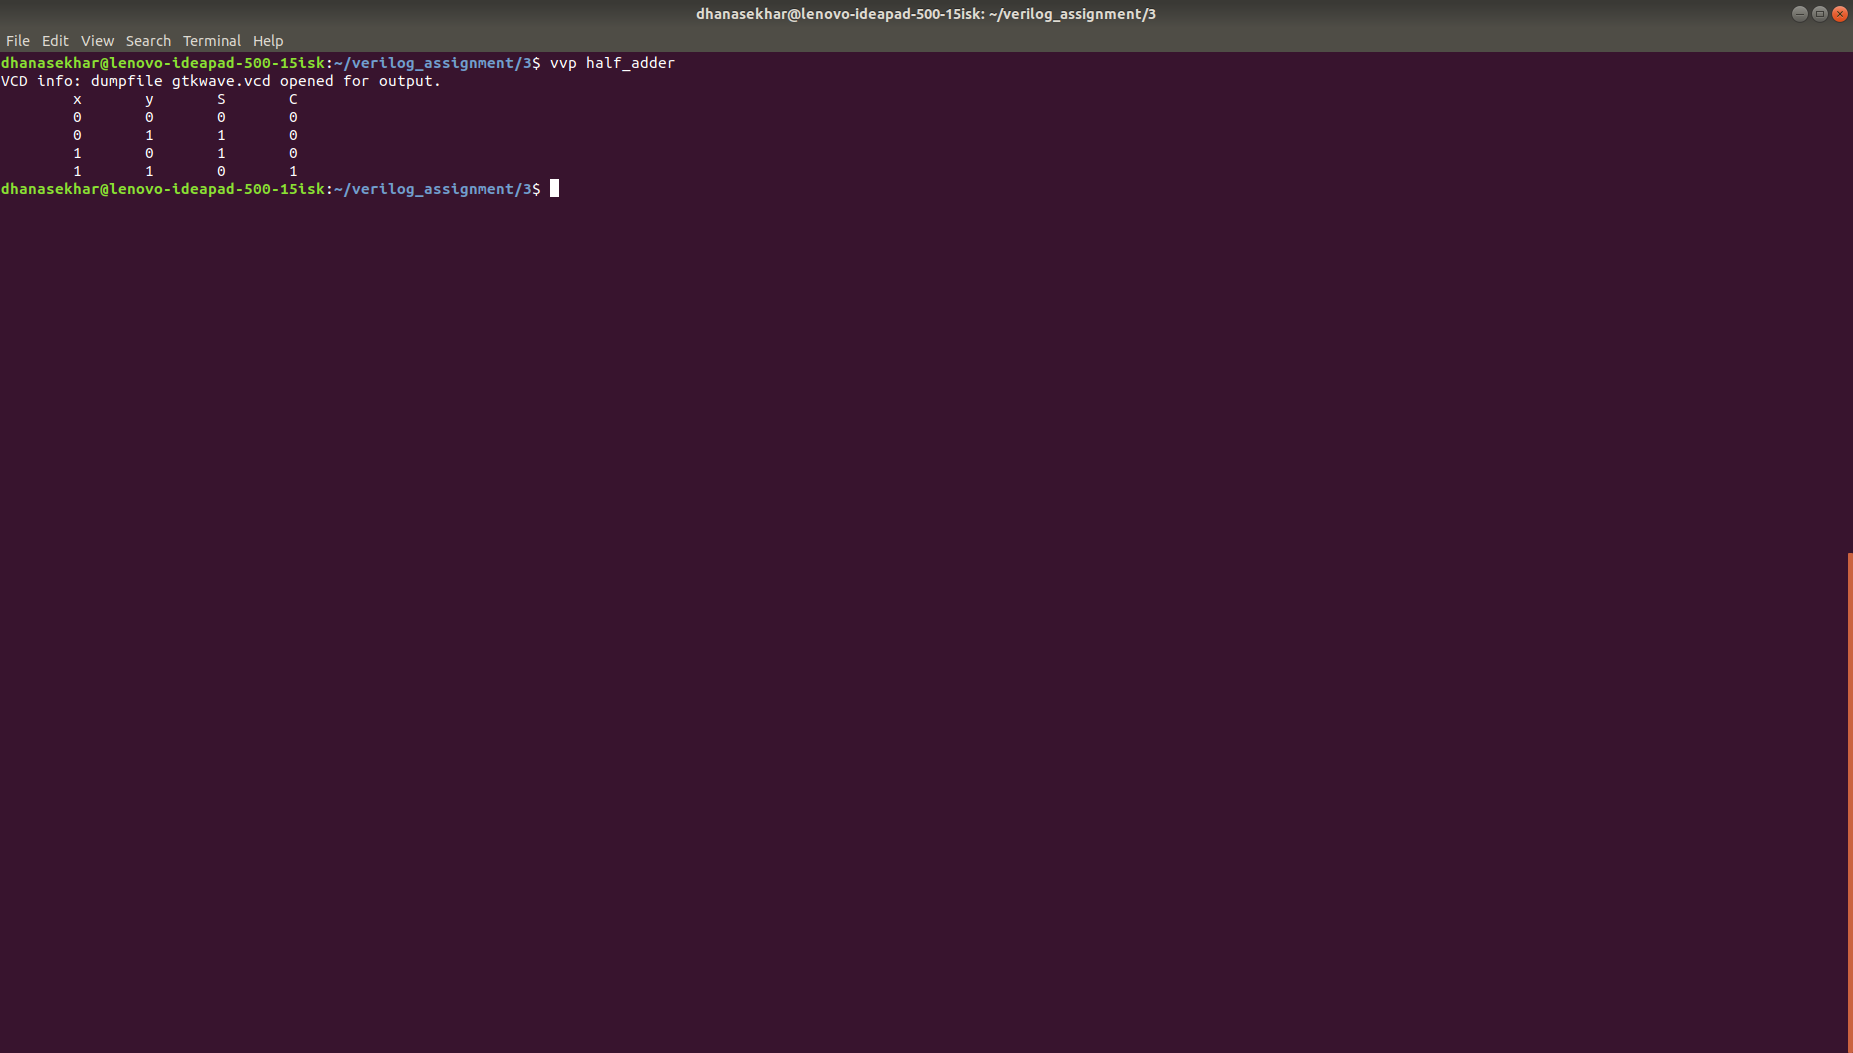 dhanasekhar@lenovo-ideapad-500-15isk: ~/verilog_assignment/3
File Edit View Search Terminal Help
dhanasekhar@lenovo-ideapad-500-15isk:~/verilog_assignment/3$ vvp half_adder
VCD info: dumpfile gtkwave.vcd opened for output.
x y S C
0 0 0 0
0 1 1 0
1 0 1 0
1 1 0 1
dhanasekhar@lenovo-ideapad-500-15isk:~/verilog_assignment/3$